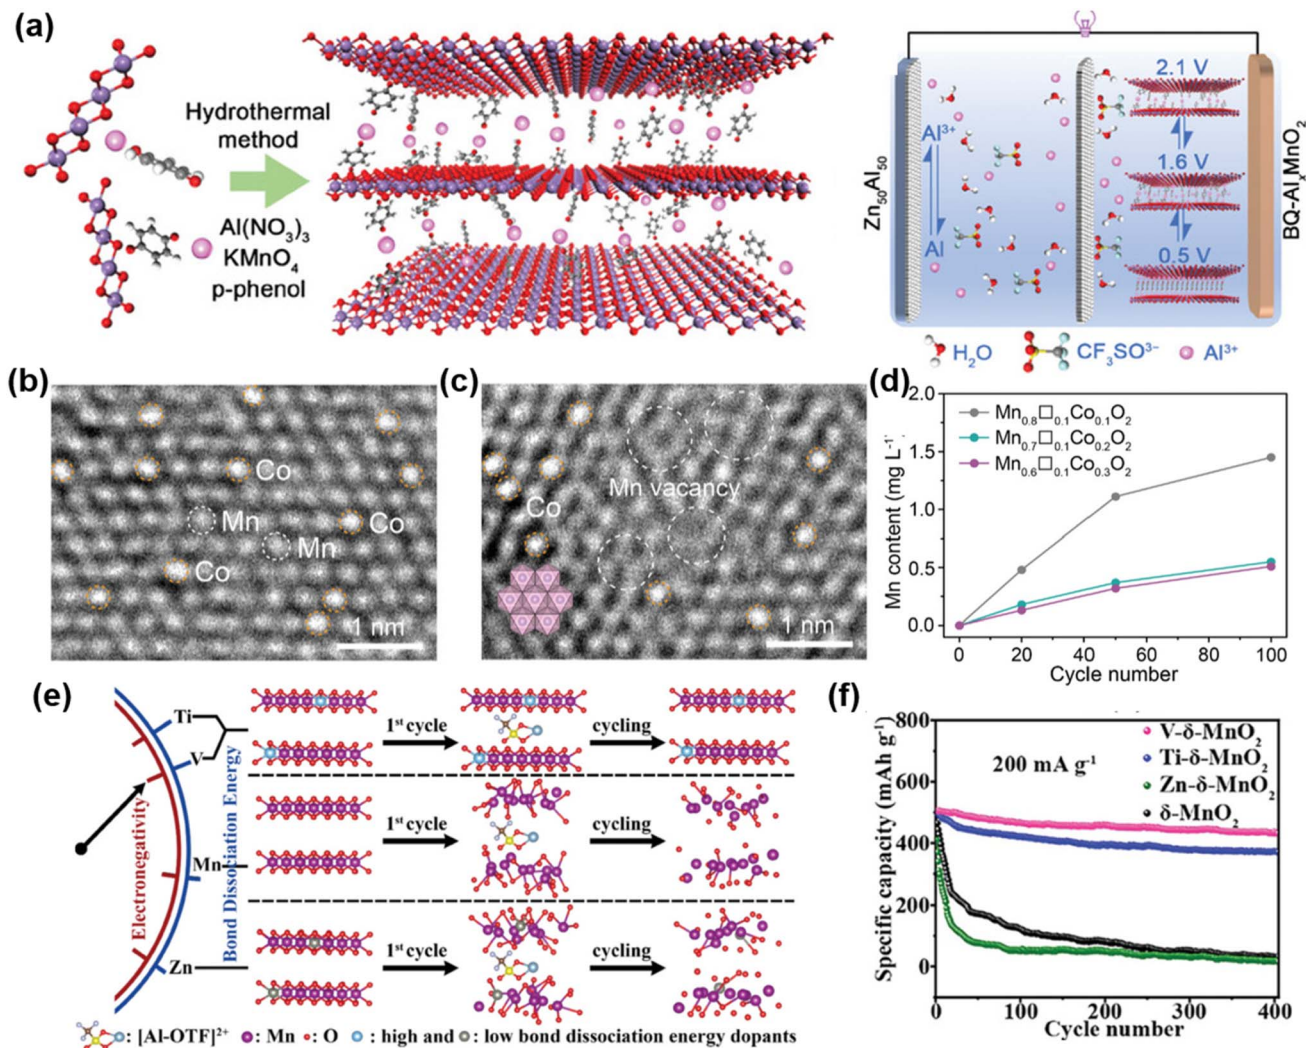 (a)
Hydrothermal
method
Al(NO3)3
KMnO4
p-phenol
Zn50Al50
Al3+
Al
2.1 V
1.6 V
0.5 V
BQ-AlxMnO2
H2O
CF3SO3−
Al3+
(b)
Co
Mn
Co
Mn
Co
1 nm
(c)
Mn vacancy
Co
1 nm
(d)
Mn content (mg L-1)
2.0
1.5
1.0
0.5
0.0
Mn0.8□0.1Co0.1O2
Mn0.7□0.1Co0.2O2
Mn0.6□0.1Co0.3O2
0 20 40 60 80 100
Cycle number
(e)
Electronegativity
Bond Dissociation Energy
Ti
V
Mn
Zn
1st cycle
cycling
1st cycle
cycling
1st cycle
cycling
: [Al-OTF]2+ : Mn : O : high and : low bond dissociation energy dopants
(f)
Specific capacity (mAh g-1)
800
600
400
200
0
200 mA g-1
V-δ-MnO2
Ti-δ-MnO2
Zn-δ-MnO2
δ-MnO2
0 100 200 300 400
Cycle number